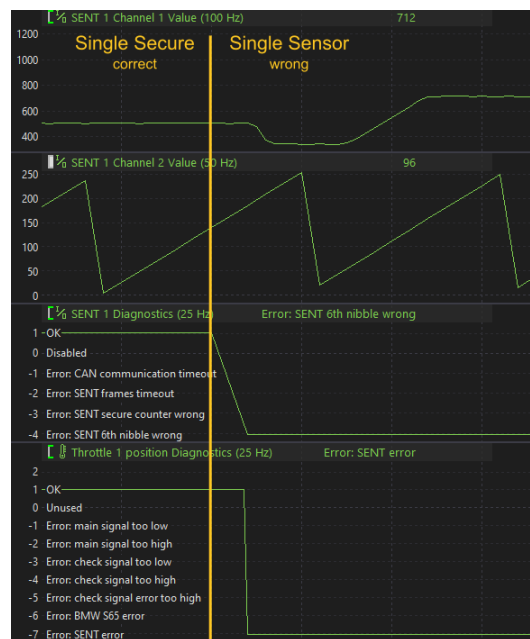 SENT 1 Channel 1 Value (100 Hz) 712
1200
Single Secure Single Sensor
correct wrong
1000
800
600
400
SENT 1 Channel 2 Value (50 Hz) 96
250
200
150
100
50
0
SENT 1 Diagnostics (25 Hz) Error: SENT 6th nibble wrong
1 OK
0 Disabled
-1 Error: CAN communication timeout
-2 Error: SENT frames timeout
-3 Error: SENT secure counter wrong
-4 Error: SENT 6th nibble wrong
Throttle 1 position Diagnostics (25 Hz) Error: SENT error
2
1 OK
0 Unused
-1 Error: main signal too low
-2 Error: main signal too high
-3 Error: check signal too low
-4 Error: check signal too high
-5 Error: check signal error too high
-6 Error: BMW S65 error
-7 Error: SENT error